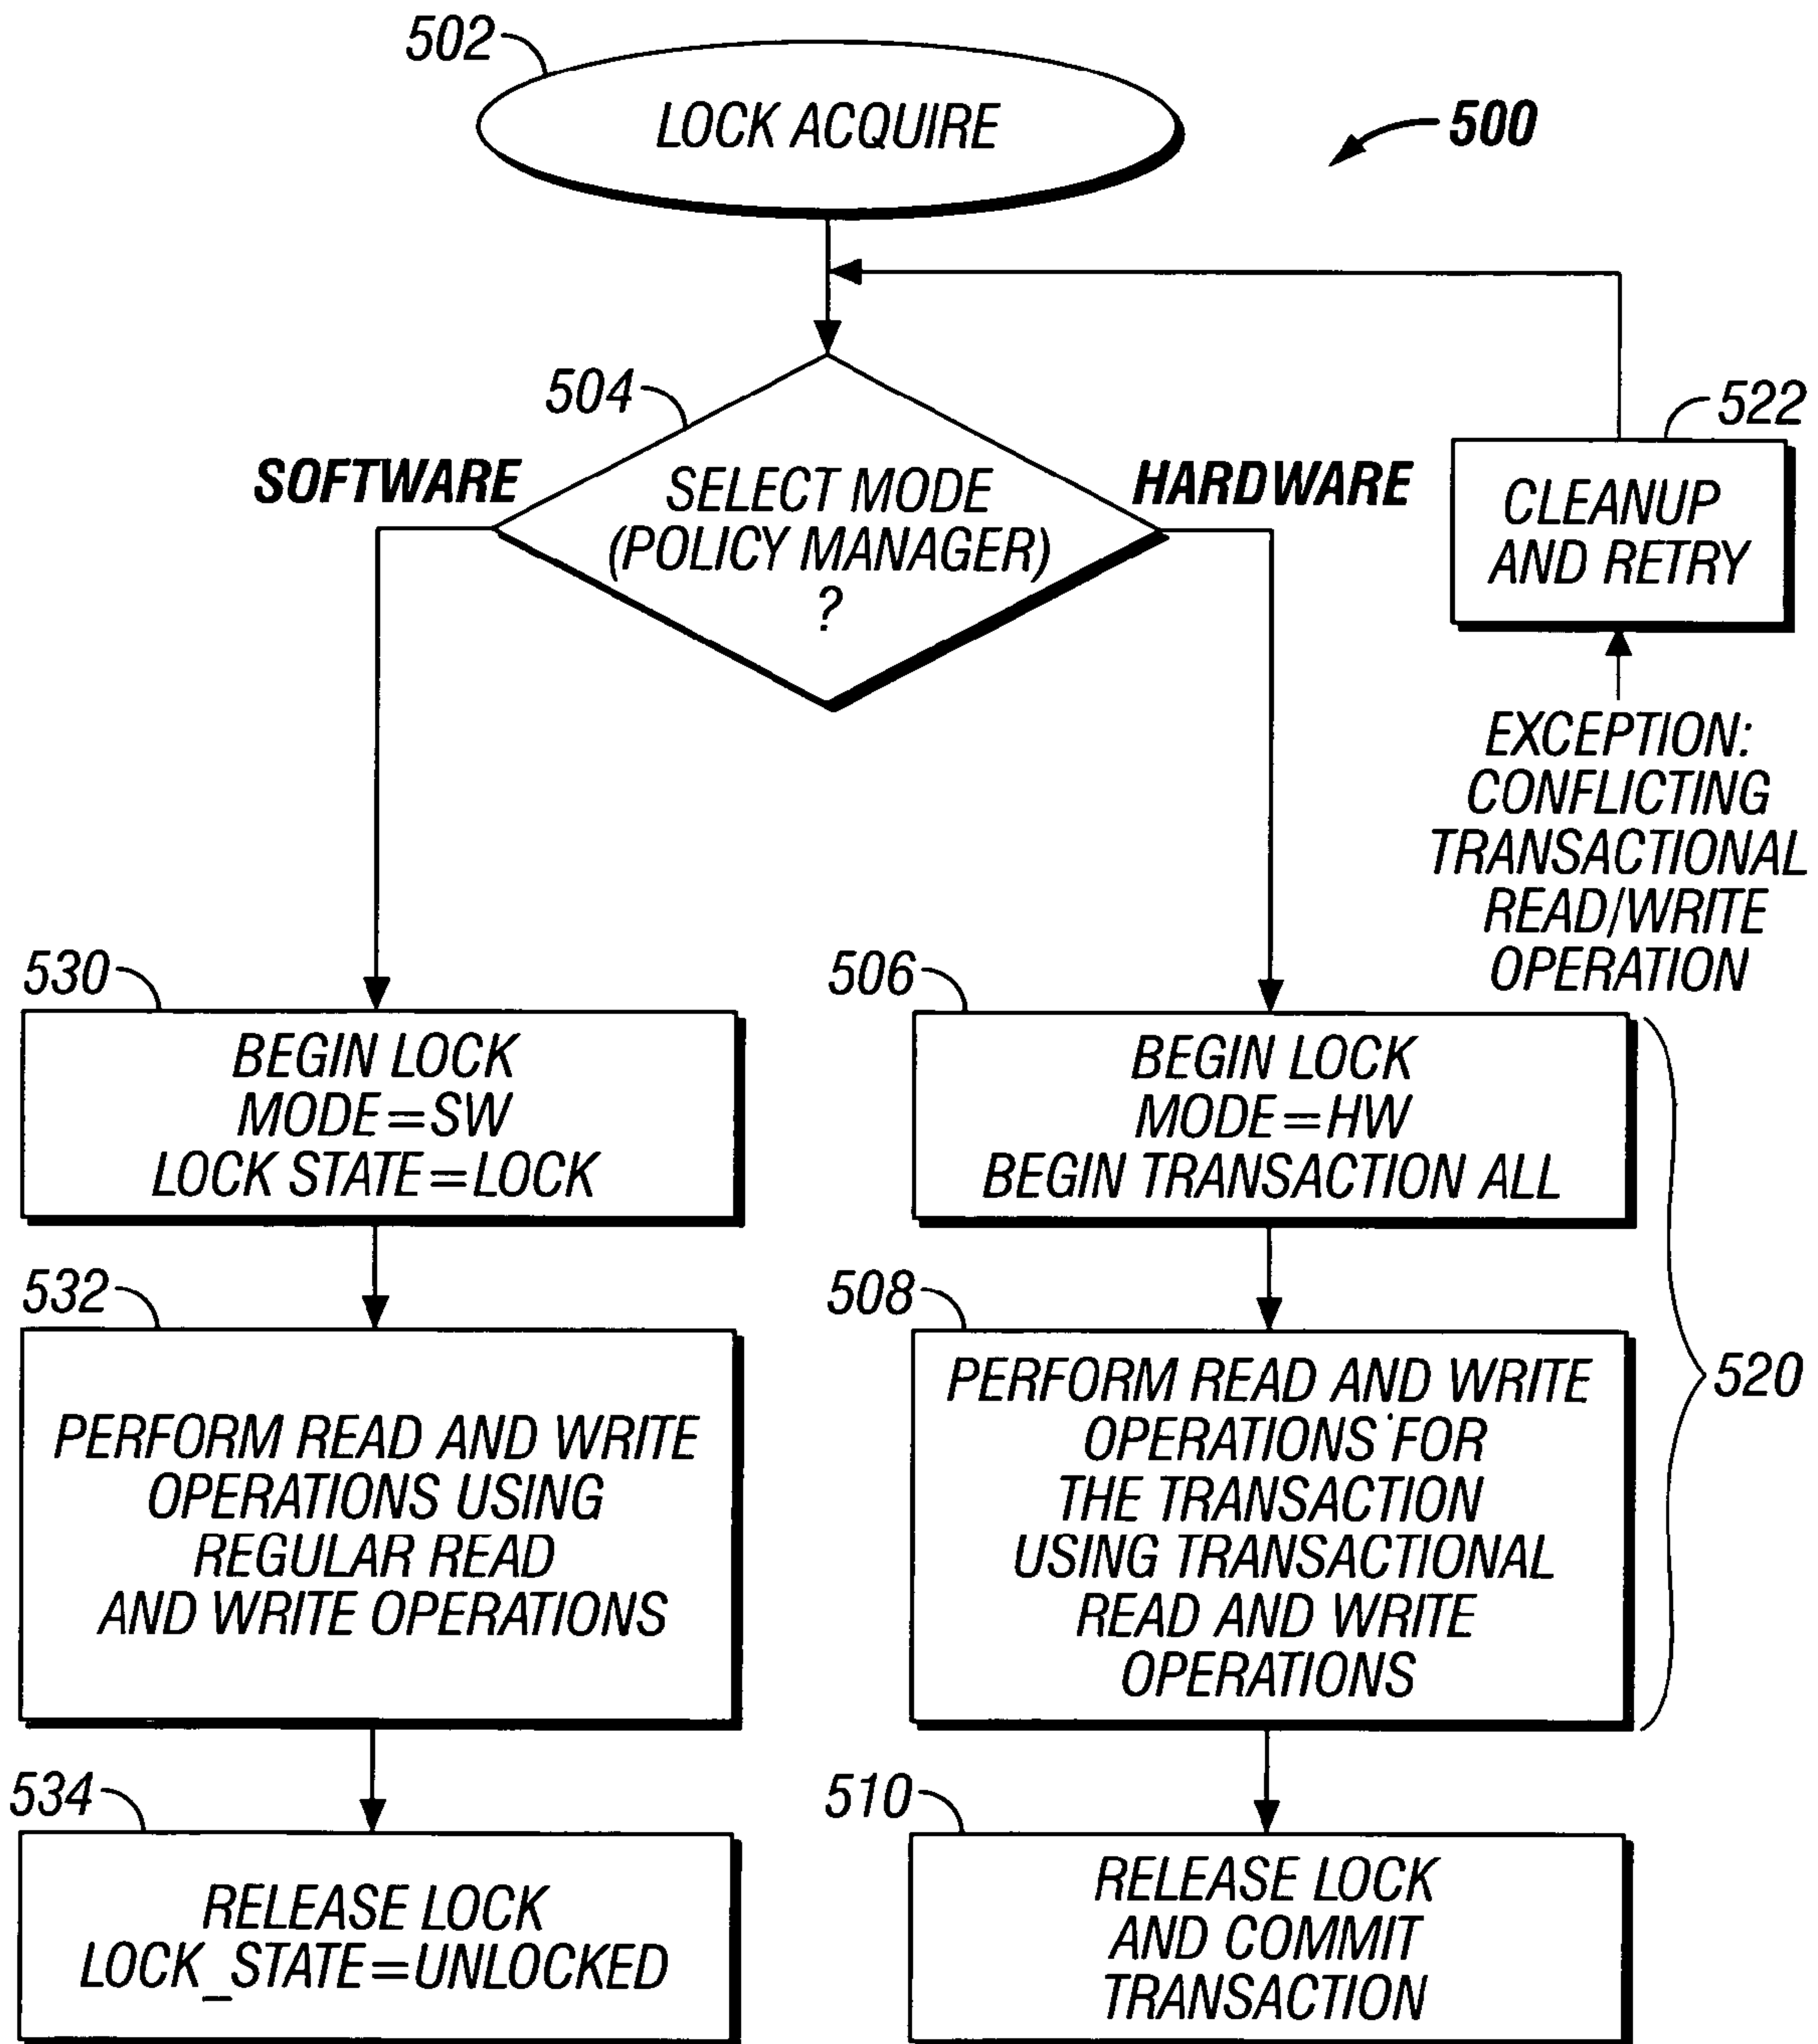 502
LOCK ACQUIRE
500
504
SOFTWARE
SELECT MODE
(POLICY MANAGER)
?
HARDWARE
522
CLEANUP
AND RETRY
EXCEPTION:
CONFLICTING
TRANSACTIONAL
READ/WRITE
OPERATION
530
BEGIN LOCK
MODE=SW
LOCK STATE=LOCK
506
BEGIN LOCK
MODE=HW
BEGIN TRANSACTION ALL
532
PERFORM READ AND WRITE
OPERATIONS USING
REGULAR READ
AND WRITE OPERATIONS
508
PERFORM READ AND WRITE
OPERATIONS FOR
THE TRANSACTION
USING TRANSACTIONAL
READ AND WRITE
OPERATIONS
520
534
RELEASE LOCK
LOCK_STATE=UNLOCKED
510
RELEASE LOCK
AND COMMIT
TRANSACTION